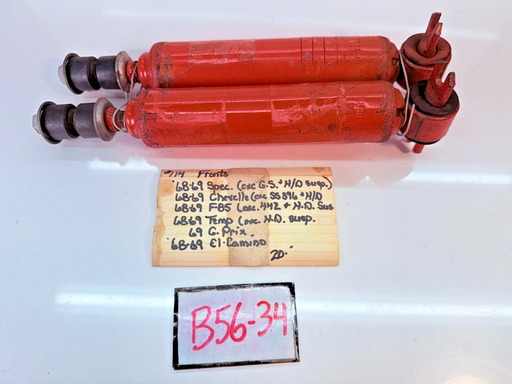 #714 Fronts
'68-69 Spec. (exc G.S. + H/D susp.)
'68-69 Chevelle (exc SS396 + H/D
'68-69 F85 (exc. 442 + H.D. Sus
'68-69 Temp (exc. H.D. susp.
69 G. Prix.
'68-69 El Camino
20.-
B56-34